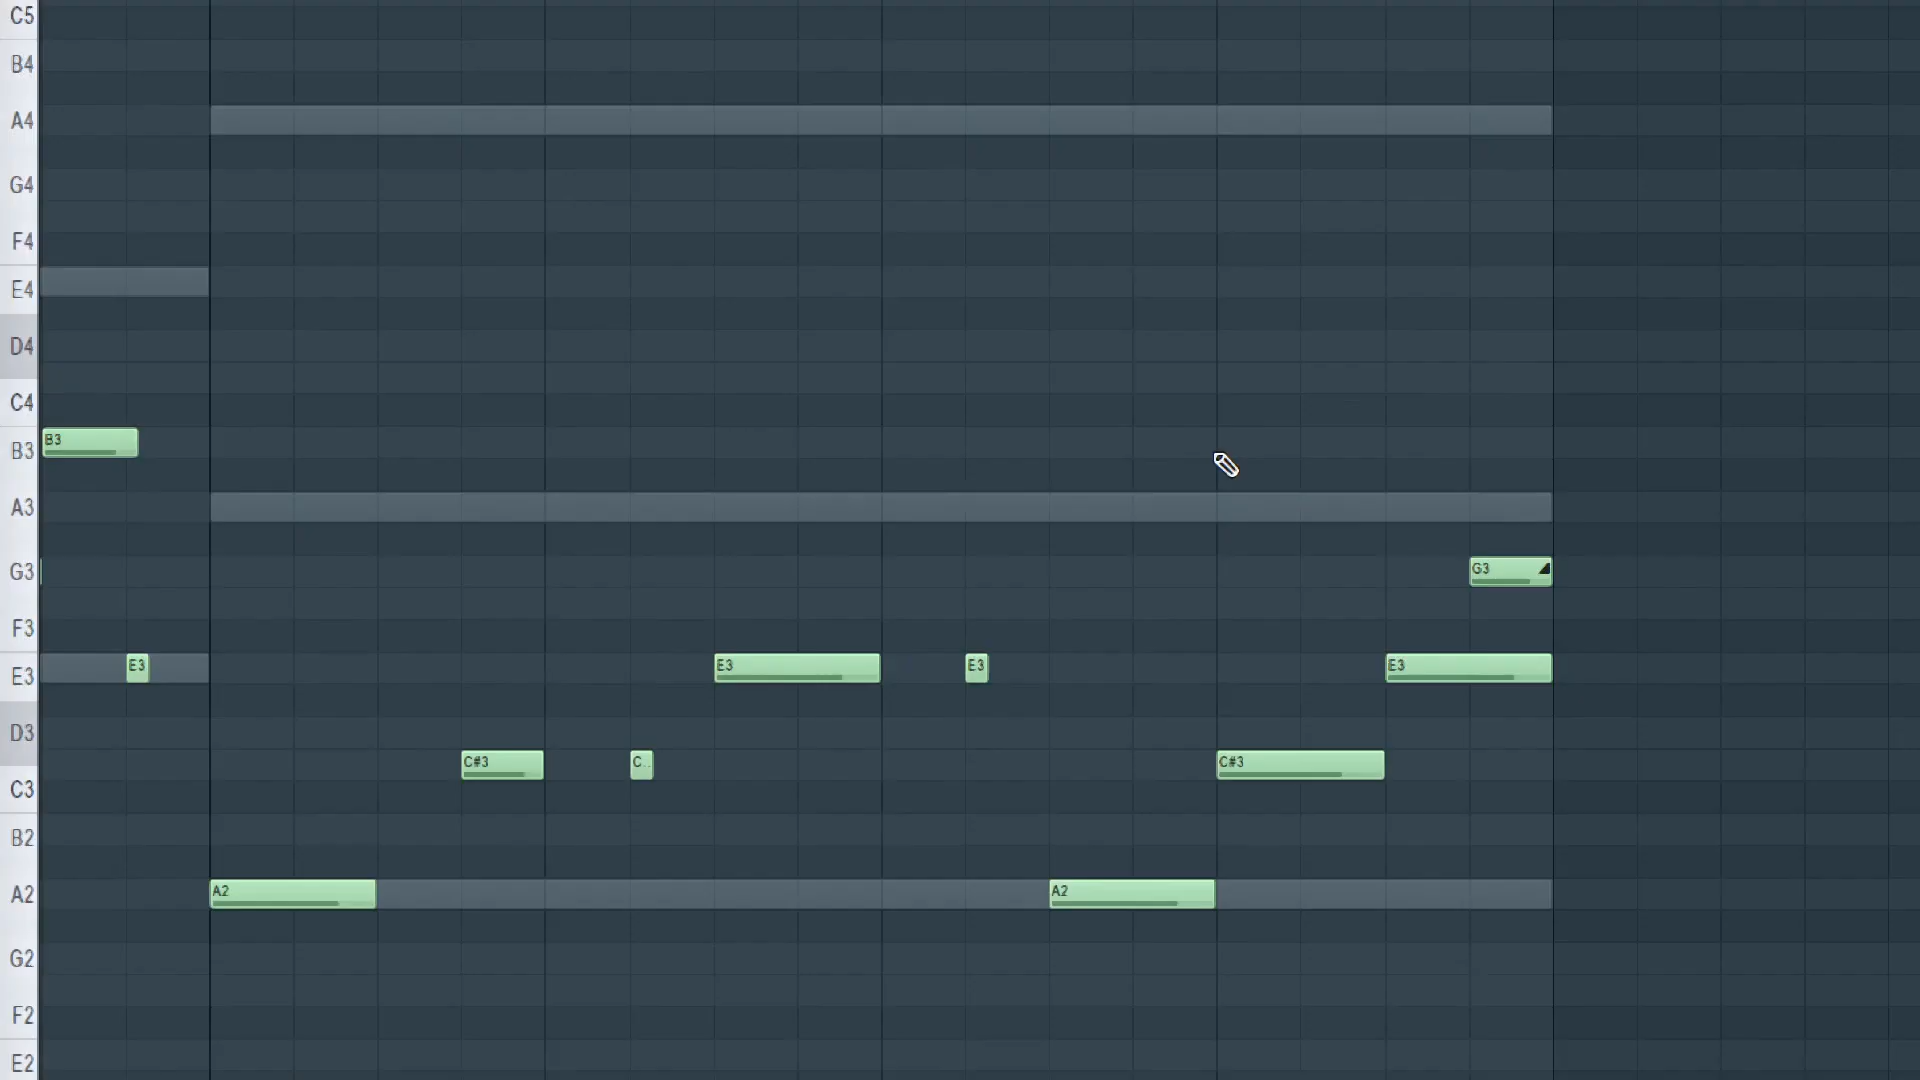 C5
B4
A4
G4
F4
E4
D4
C4
B3 B3
A3
G3 G3
F3
E3 E3 E3 E3 E3
D3
C#3 C.. C#3
C3
B2
A2 A2 A2
G2
F2
E2